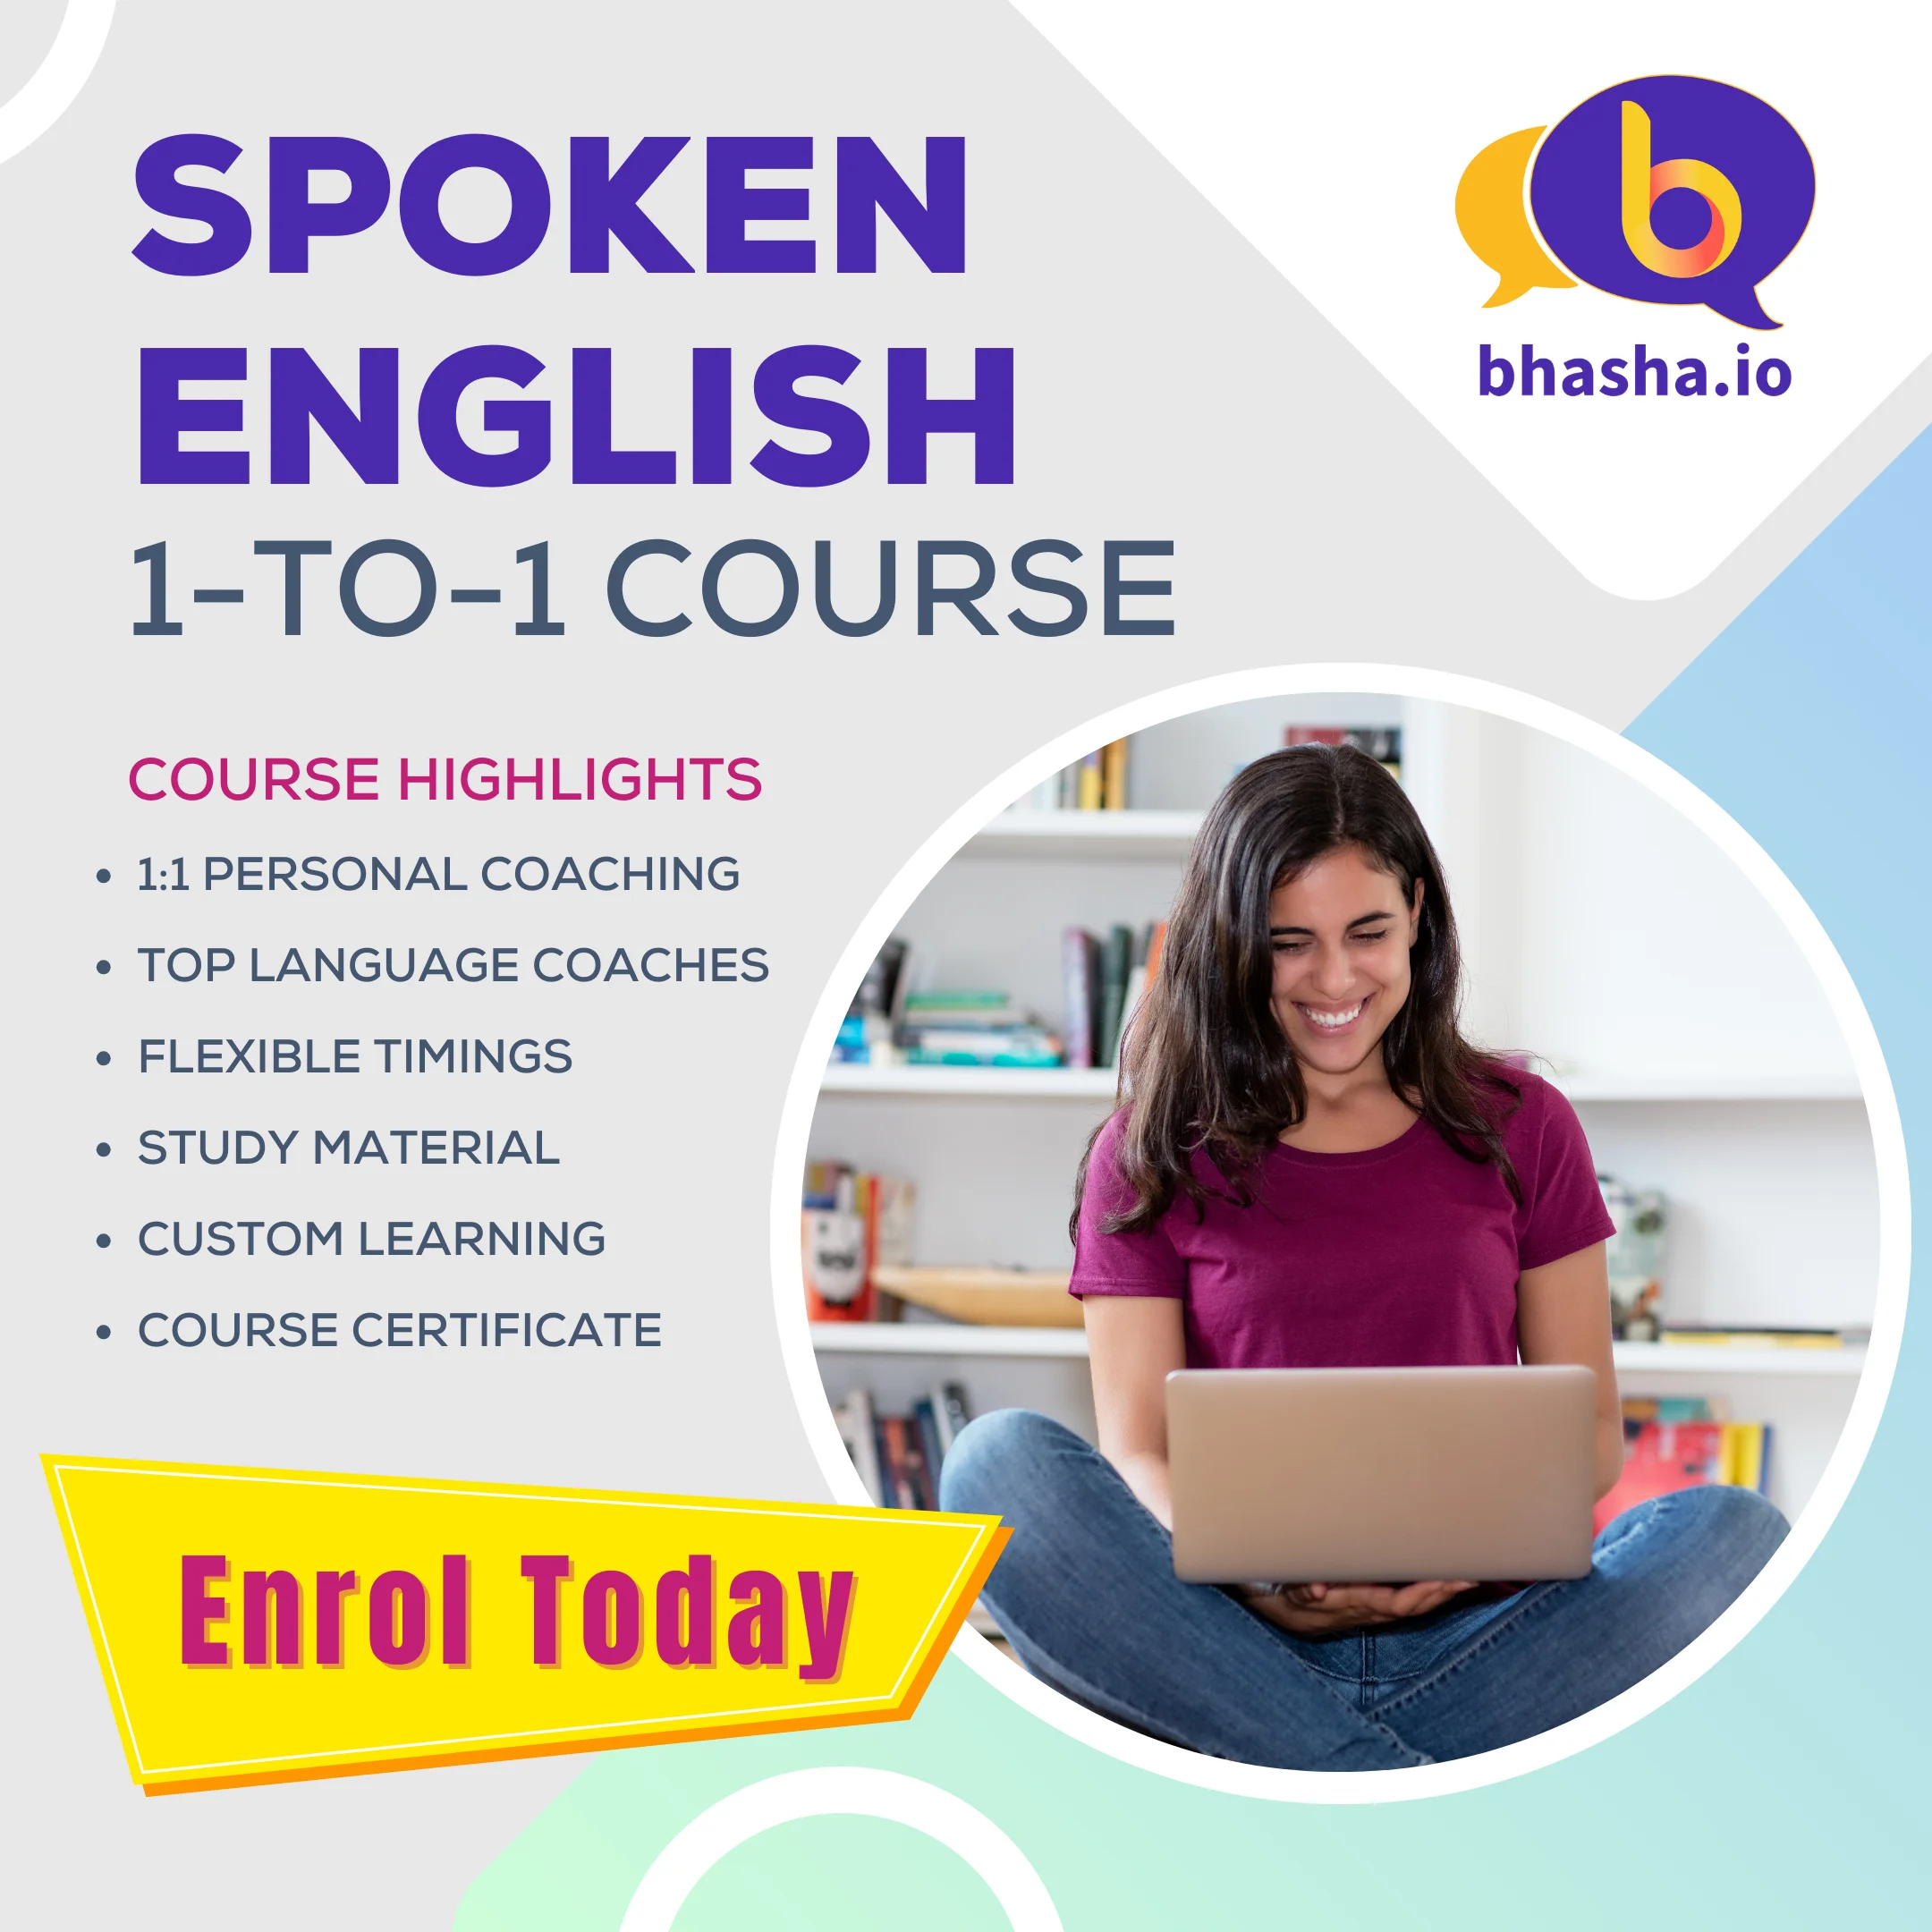 SPOKEN
ENGLISH
1-TO-1 COURSE
bhasha.io
COURSE HIGHLIGHTS
• 1:1 PERSONAL COACHING
• TOP LANGUAGE COACHES
• FLEXIBLE TIMINGS
• STUDY MATERIAL
• CUSTOM LEARNING
• COURSE CERTIFICATE
Enrol Today